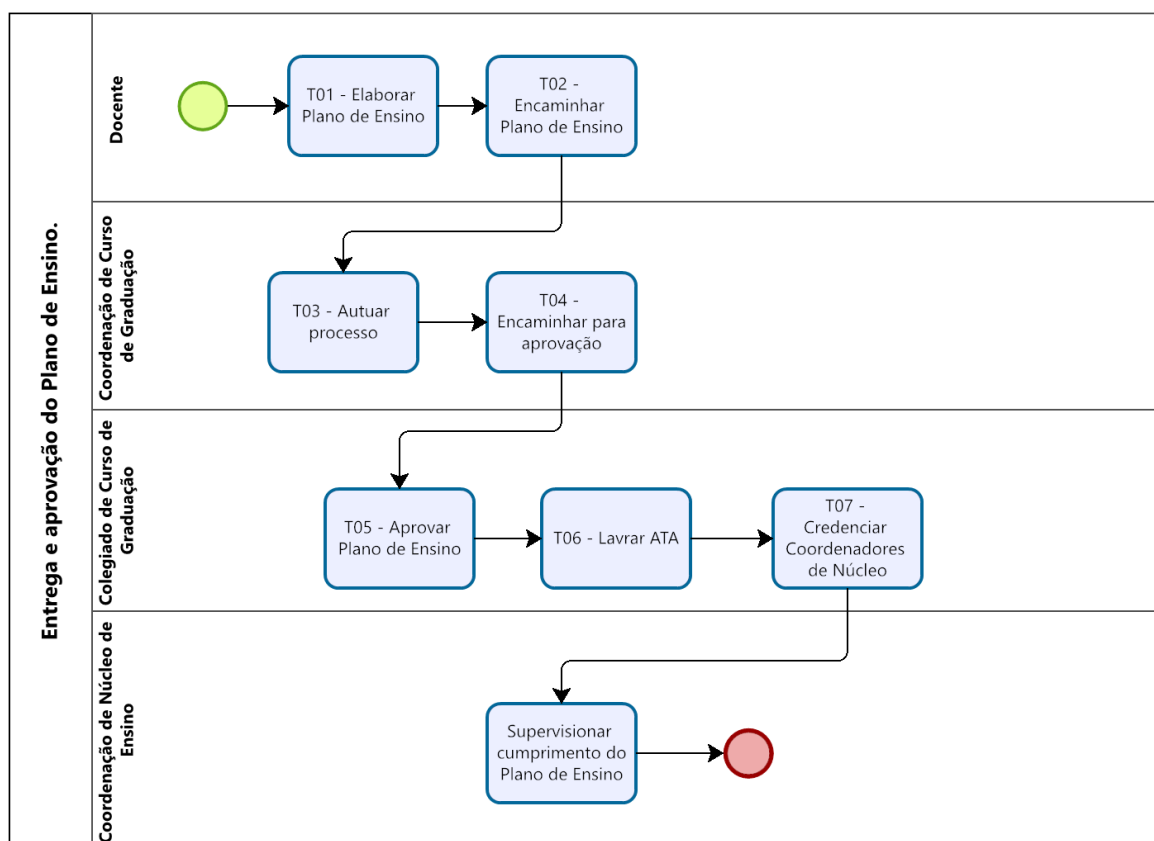 Entrega e aprovação do Plano de Ensino.
Docente
T01 - Elaborar
Plano de Ensino
T02 -
Encaminhar
Plano de Ensino
Coordenação de Curso
de Graduação
T03 - Autuar
processo
T04 -
Encaminhar para
aprovação
Colegiado de Curso de
Graduação
T05 - Aprovar
Plano de Ensino
T06 - Lavrar ATA
T07 -
Credenciar
Coordenadores
de Núcleo
Coordenação de Núcleo de
Ensino
Supervisionar
cumprimento do
Plano de Ensino